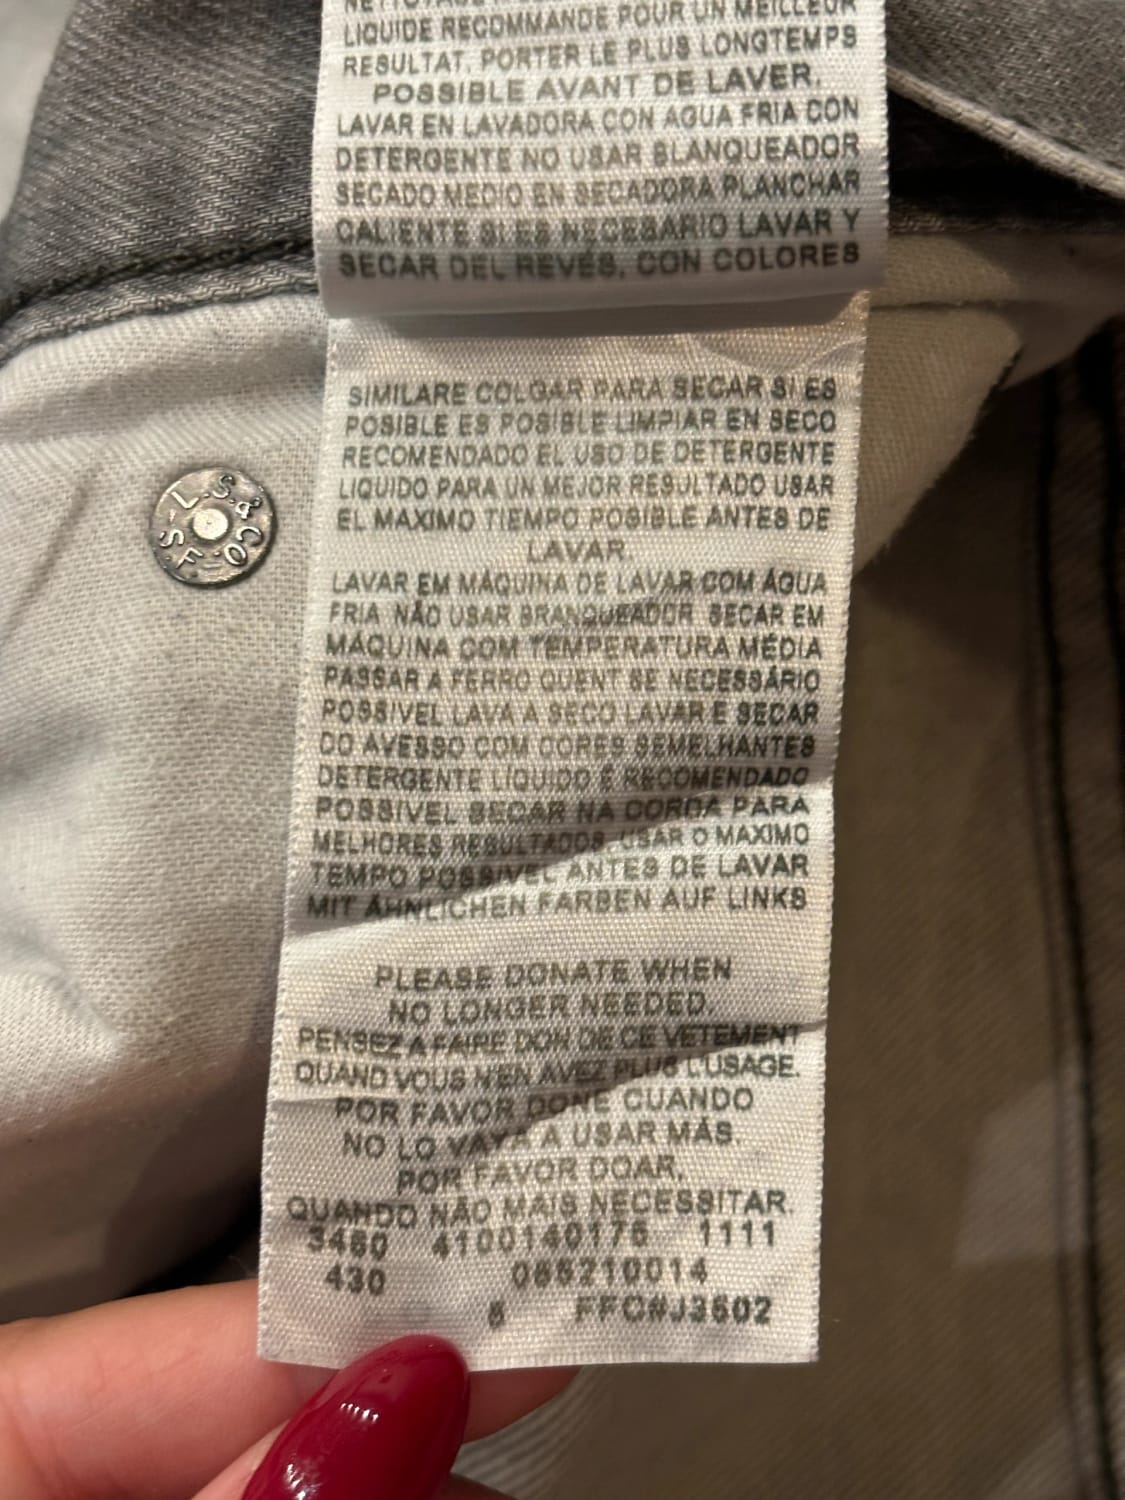 LIQUIDE RECOMMANDE POUR UN MEILLEUR
RESULTAT, PORTER LE PLUS LONGTEMPS
POSSIBLE AVANT DE LAVER.
LAVAR EN LAVADORA CON AGUA FRIA CON
DETERGENTE NO USAR BLANQUEADOR
SECADO MEDIO EN SECADORA PLANCHAR
CALIENTE SI ES NECESARIO LAVAR Y
SECAR DEL REVÉS, CON COLORES
SIMILARE COLGAR PARA SECAR SI ES
POSIBLE ES POSIBLE LIMPIAR EN SECO
RECOMENDADO EL USO DE DETERGENTE
LIQUIDO PARA UN MEJOR RESULTADO USAR
EL MAXIMO TIEMPO POSIBLE ANTES DE
LAVAR.
LAVAR EM MÁQUINA DE LAVAR COM ÁGUA
FRIA NÃO USAR BRANQUEADOR SECAR EM
MÁQUINA COM TEMPERATURA MÉDIA
PASSAR A FERRO QUENT SE NECESSÁRIO
POSSIVEL LAVA A SECO LAVAR E SECAR
DO AVESSO COM CORES SEMELHANTES
DETERGENTE LÍQUIDO É RECOMENDADO
POSSIVEL SECAR NA CORDA PARA
MELHORES RESULTADOS, USAR O MAXIMO
TEMPO POSSIVEL ANTES DE LAVAR
MIT ÄHNLICHEN FARBEN AUF LINKS
PLEASE DONATE WHEN
NO LONGER NEEDED.
PENSEZ A FAIRE DON DE CE VETEMENT
QUAND VOUS N'EN AVEZ PLUS L'USAGE.
POR FAVOR DONE CUANDO
NO LO VAYA A USAR MÁS.
POR FAVOR DOAR,
QUANDO NÃO MAIS NECESSITAR.
3460 4100140175 1111
430
FFC#J3502
L.S.&CO-S.F-